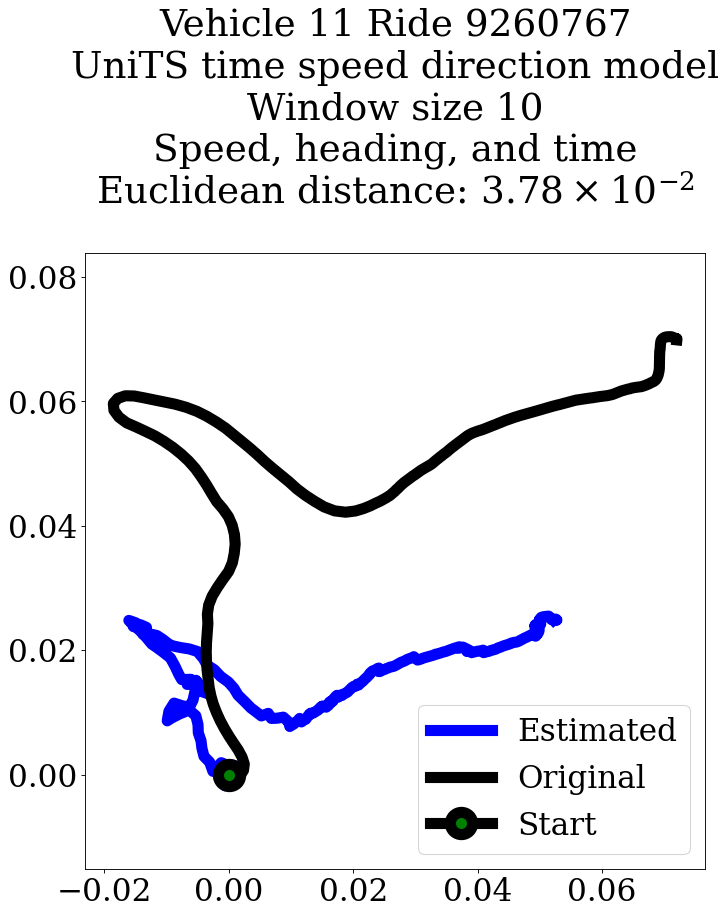 Vehicle 11 Ride 9260767
UniTS time speed direction model
Window size 10
Speed, heading, and time
Euclidean distance: 3.78 × 10⁻²
0.08
0.06
0.04
0.02
0.00
Estimated
Original
Start
−0.02 0.00 0.02 0.04 0.06